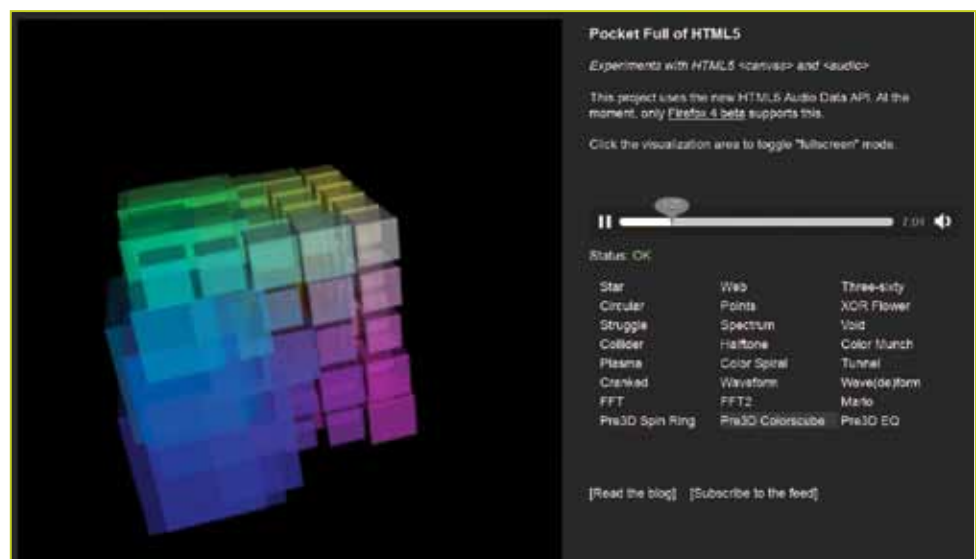 Pocket Full of HTML5
Experiments with HTML5 <canvas> and <audio>
This project uses the new HTML5 Audio Data API. At the
moment, only Firefox 4 beta supports this.
Click the visualization area to toggle "fullscreen" mode.
Status: OK
Star Web Three-sixty
Circular Points XOR Flower
Struggle Spectrum Void
Collider Halftone Color Munch
Plasma Color Spiral Tunnel
Cranked Waveform Wave(de)form
FFT FFT2 Mario
Pre3D Spin Ring Pre3D Colorscube Pre3D EQ
[Read the blog] [Subscribe to the feed]